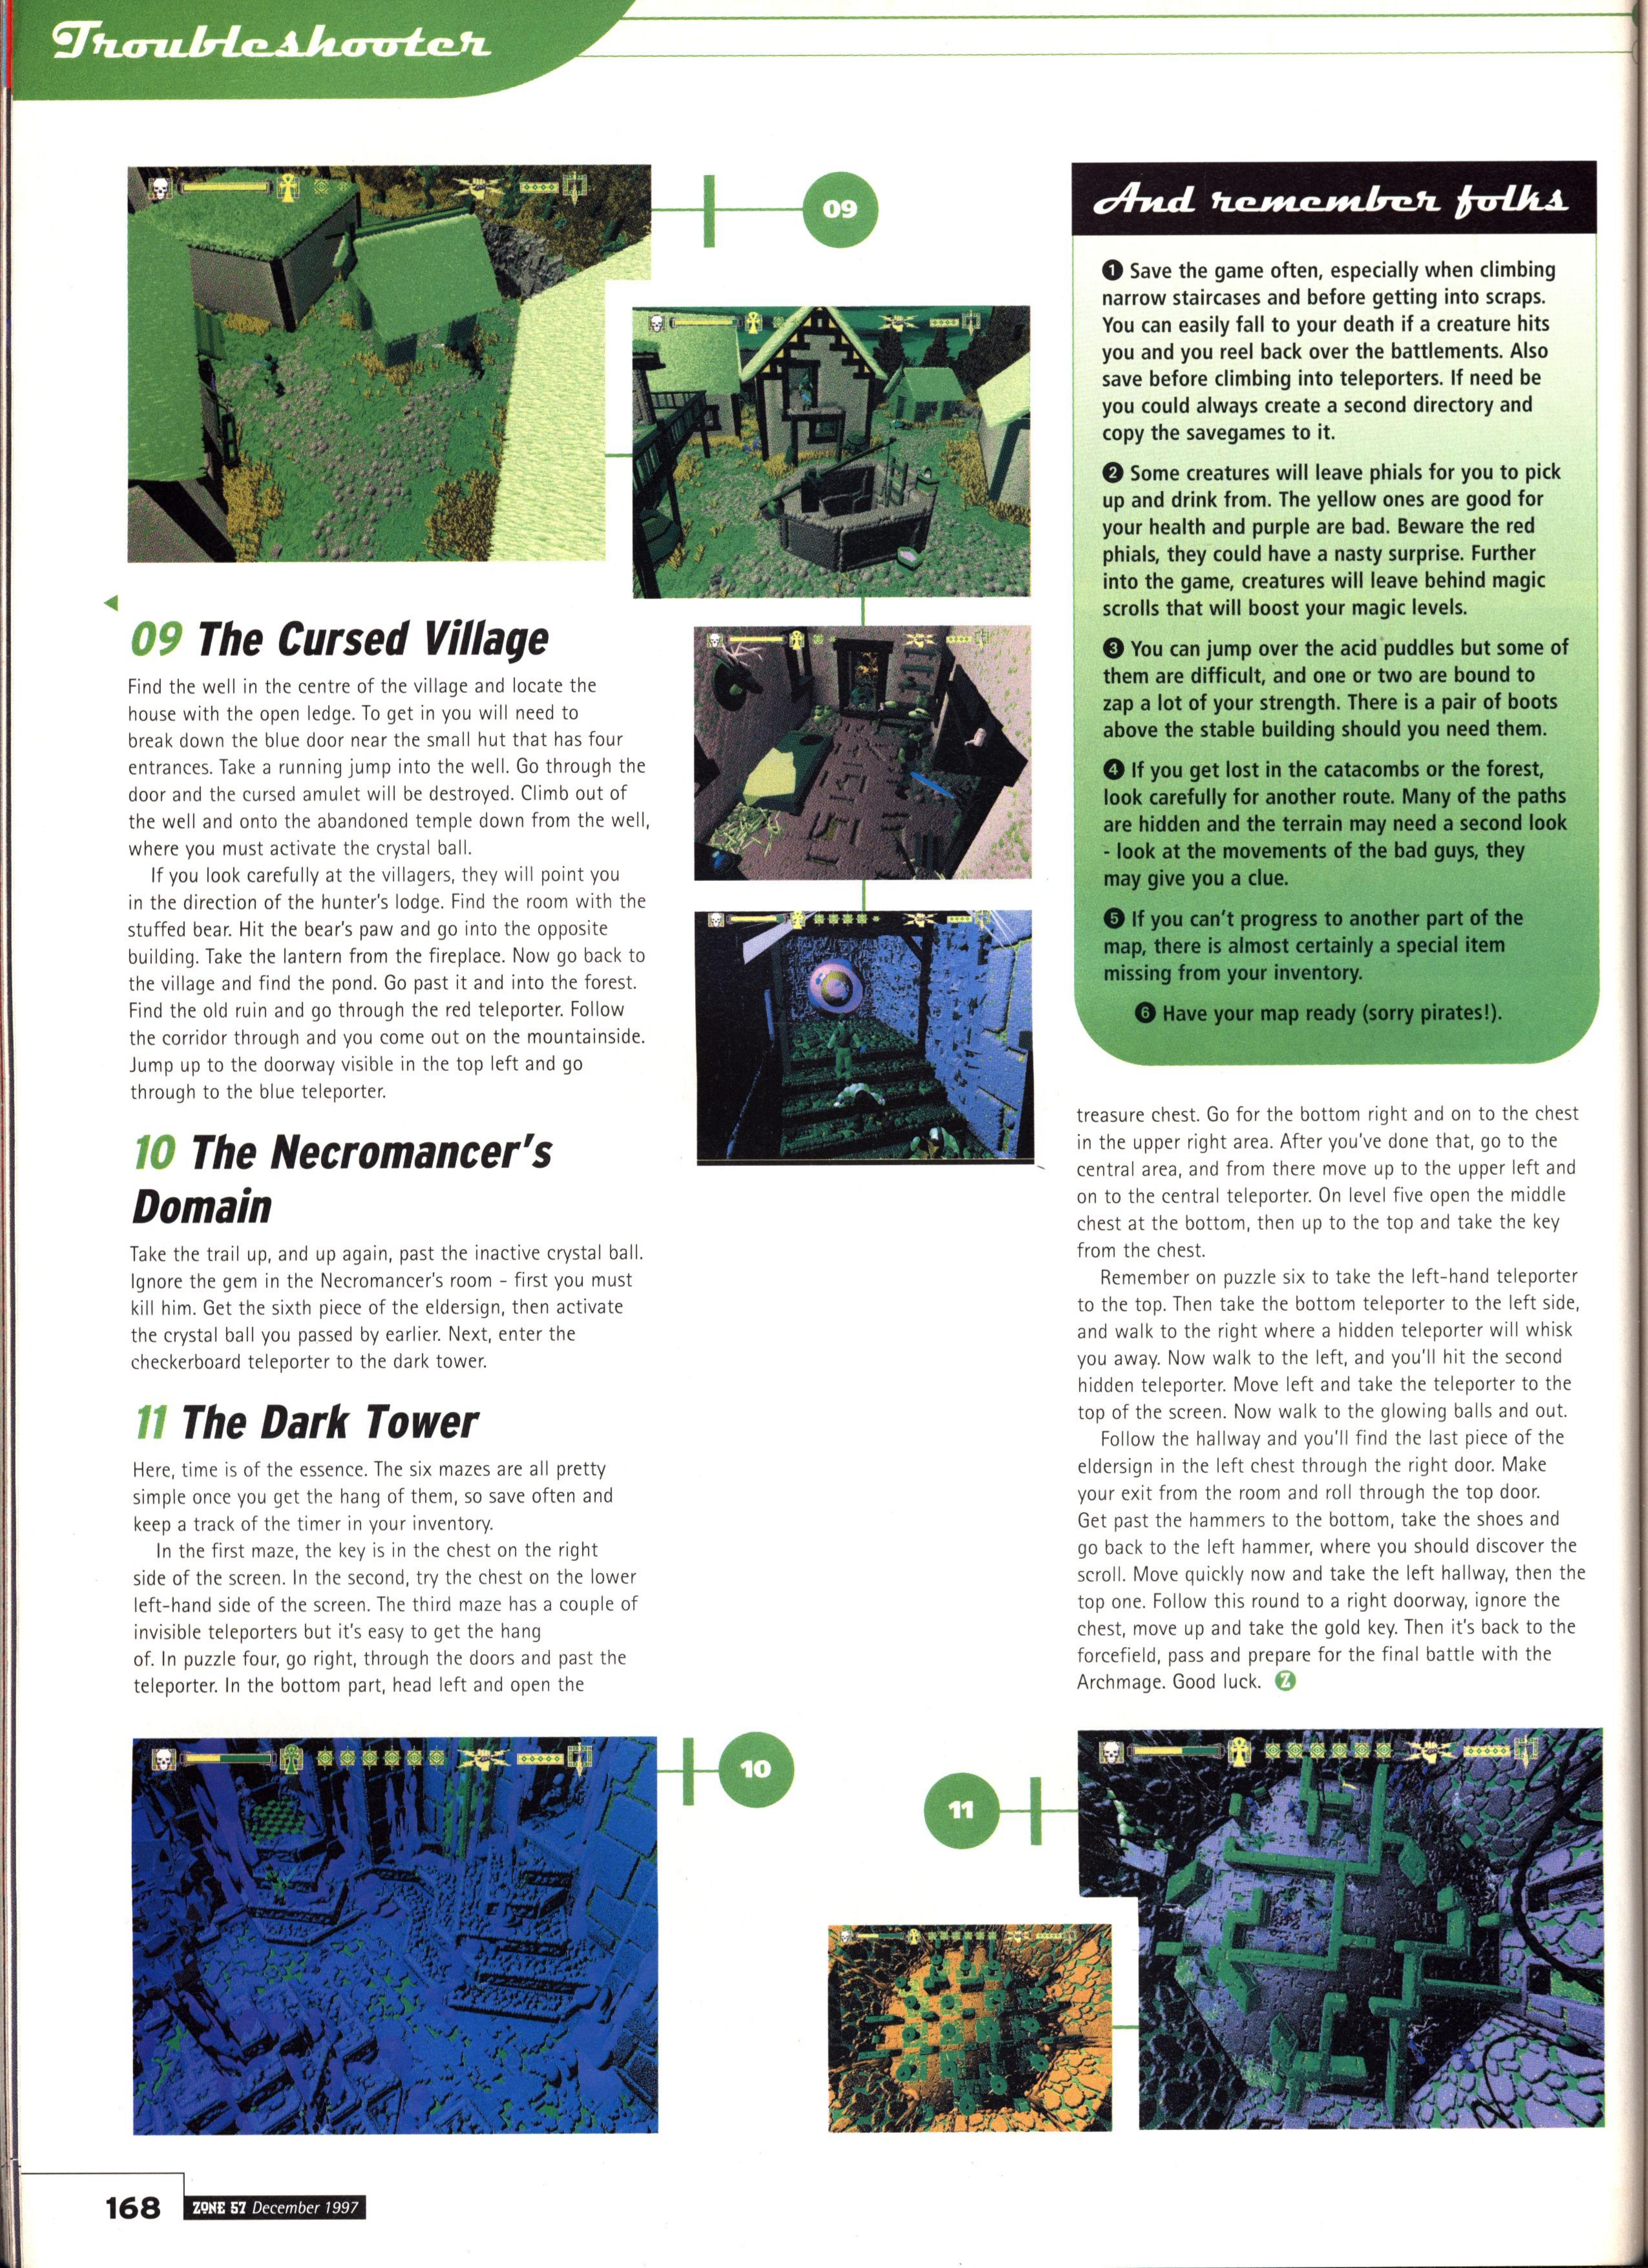 Troubleshooter
09
09 The Cursed Village
Find the well in the centre of the village and locate the
house with the open ledge. To get in you will need to
break down the blue door near the small hut that has four
entrances. Take a running jump into the well. Go through the
door and the cursed amulet will be destroyed. Climb out of
the well and onto the abandoned temple down from the well,
where you must activate the crystal ball.
If you look carefully at the villagers, they will point you
in the direction of the hunter's lodge. Find the room with the
stuffed bear. Hit the bear's paw and go into the opposite
building. Take the lantern from the fireplace. Now go back to
the village and find the pond. Go past it and into the forest.
Find the old ruin and go through the red teleporter. Follow
the corridor through and you come out on the mountainside.
Jump up to the doorway visible in the top left and go
through to the blue teleporter.
10 The Necromancer's
Domain
Take the trail up, and up again, past the inactive crystal ball.
Ignore the gem in the Necromancer's room - first you must
kill him. Get the sixth piece of the eldersign, then activate
the crystal ball you passed by earlier. Next, enter the
checkerboard teleporter to the dark tower.
11 The Dark Tower
Here, time is of the essence. The six mazes are all pretty
simple once you get the hang of them, so save often and
keep a track of the timer in your inventory.
In the first maze, the key is in the chest on the right
side of the screen. In the second, try the chest on the lower
left-hand side of the screen. The third maze has a couple of
invisible teleporters but it's easy to get the hang
of. In puzzle four, go right, through the doors and past the
teleporter. In the bottom part, head left and open the
And remember folks
1 Save the game often, especially when climbing
narrow staircases and before getting into scraps.
You can easily fall to your death if a creature hits
you and you reel back over the battlements. Also
save before climbing into teleporters. If need be
you could always create a second directory and
copy the savegames to it.
2 Some creatures will leave phials for you to pick
up and drink from. The yellow ones are good for
your health and purple are bad. Beware the red
phials, they could have a nasty surprise. Further
into the game, creatures will leave behind magic
scrolls that will boost your magic levels.
3 You can jump over the acid puddles but some of
them are difficult, and one or two are bound to
zap a lot of your strength. There is a pair of boots
above the stable building should you need them.
4 If you get lost in the catacombs or the forest,
look carefully for another route. Many of the paths
are hidden and the terrain may need a second look
- look at the movements of the bad guys, they
may give you a clue.
5 If you can't progress to another part of the
map, there is almost certainly a special item
missing from your inventory.
6 Have your map ready (sorry pirates!).
treasure chest. Go for the bottom right and on to the chest
in the upper right area. After you've done that, go to the
central area, and from there move up to the upper left and
on to the central teleporter. On level five open the middle
chest at the bottom, then up to the top and take the key
from the chest.
Remember on puzzle six to take the left-hand teleporter
to the top. Then take the bottom teleporter to the left side,
and walk to the right where a hidden teleporter will whisk
you away. Now walk to the left, and you'll hit the second
hidden teleporter. Move left and take the teleporter to the
top of the screen. Now walk to the glowing balls and out.
Follow the hallway and you'll find the last piece of the
eldersign in the left chest through the right door. Make
your exit from the room and roll through the top door.
Get past the hammers to the bottom, take the shoes and
go back to the left hammer, where you should discover the
scroll. Move quickly now and take the left hallway, then the
top one. Follow this round to a right doorway, ignore the
chest, move up and take the gold key. Then it's back to the
forcefield, pass and prepare for the final battle with the
Archmage. Good luck. Z
10
11
168
ZONE 57 December 1997